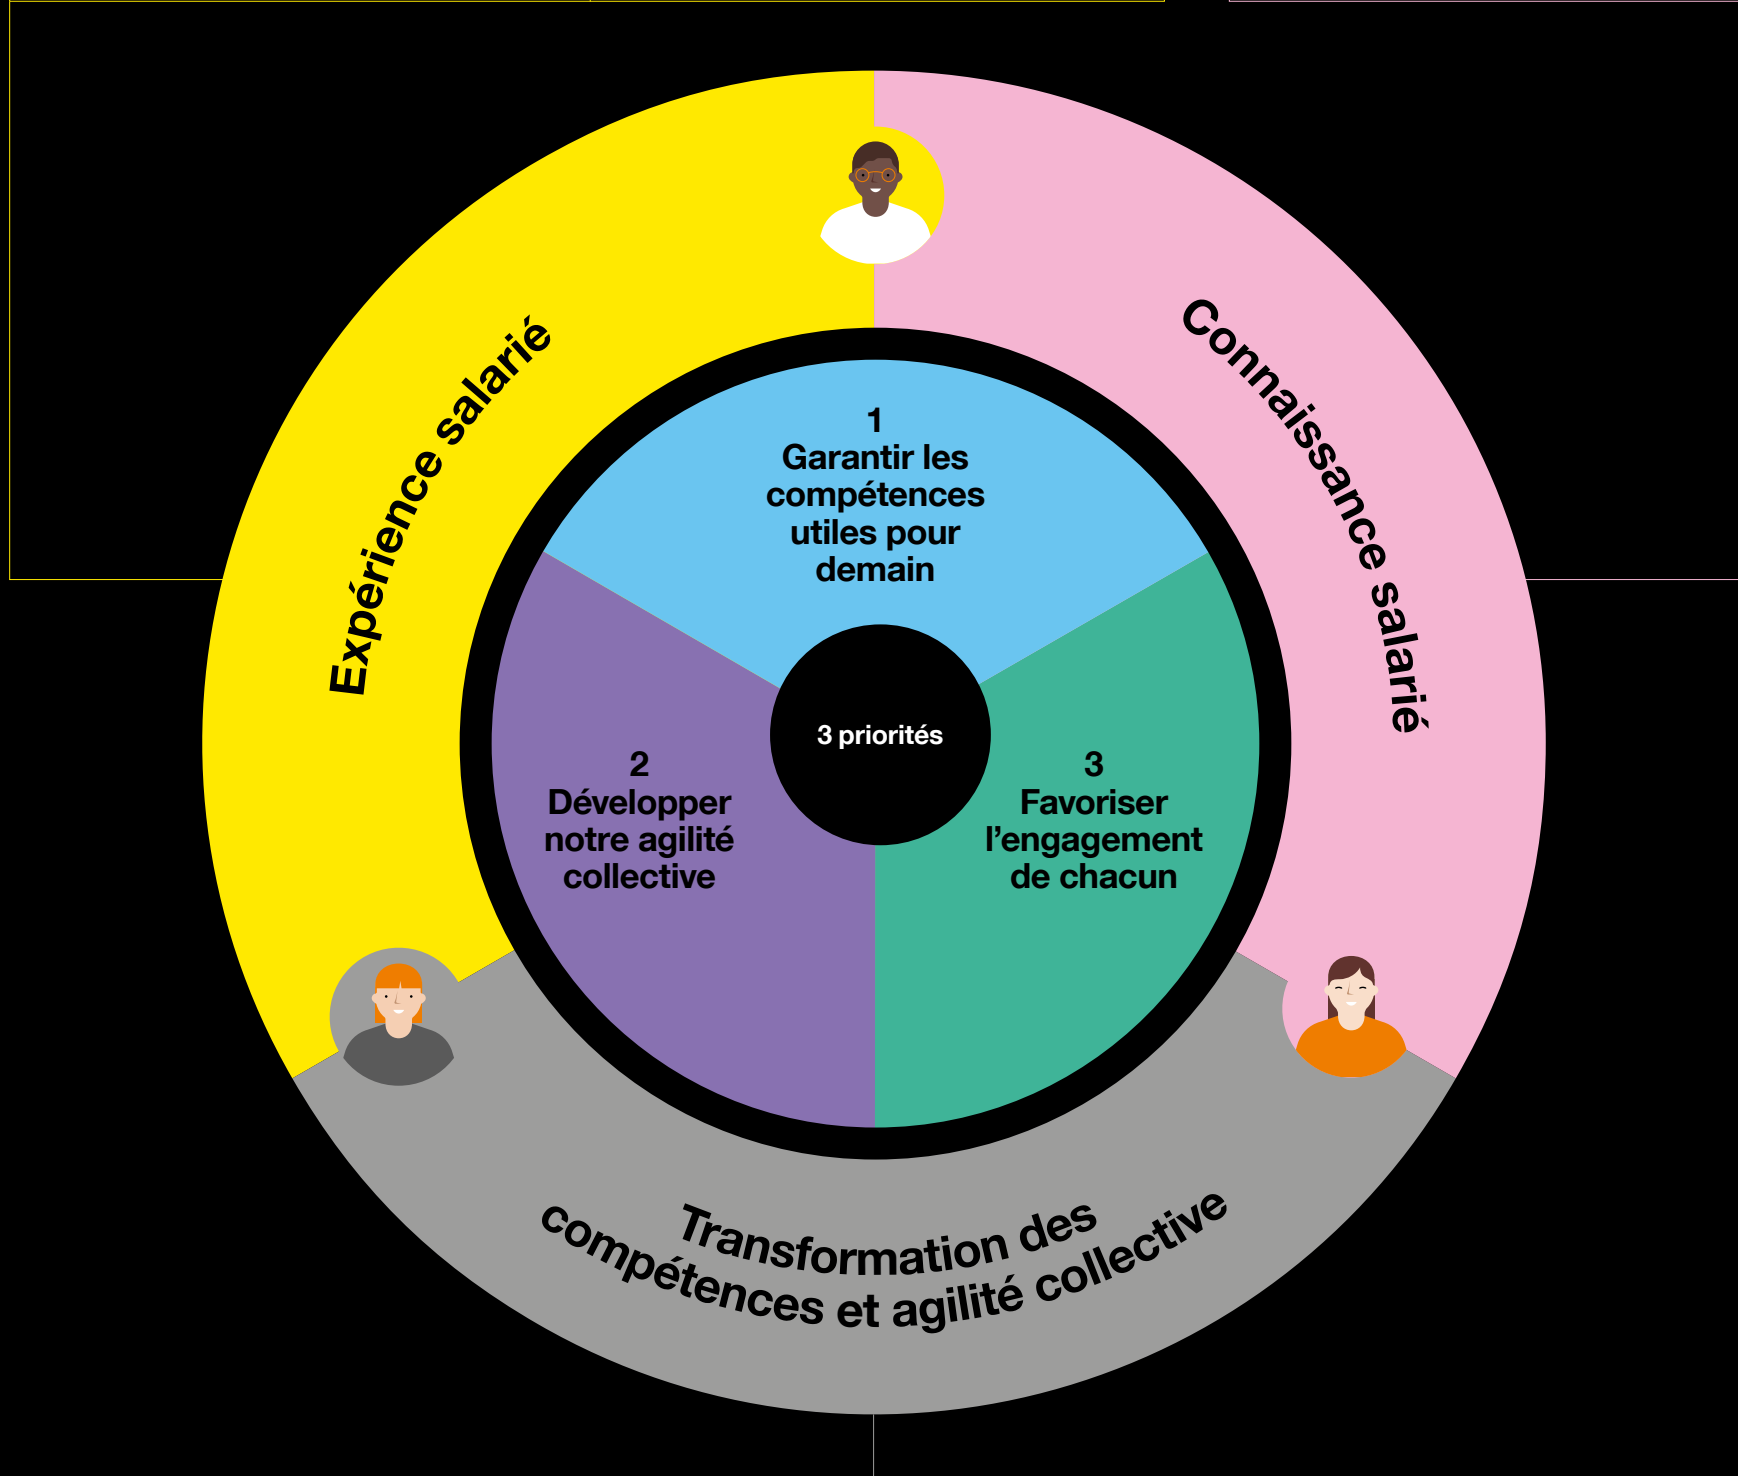 Expérience salarié
Connaissance salarié
1
Garantir les
compétences
utiles pour
demain
3 priorités
2
Développer
notre agilité
collective
3
Favoriser
l’engagement
de chacun
Transformation des
compétences et agilité collective